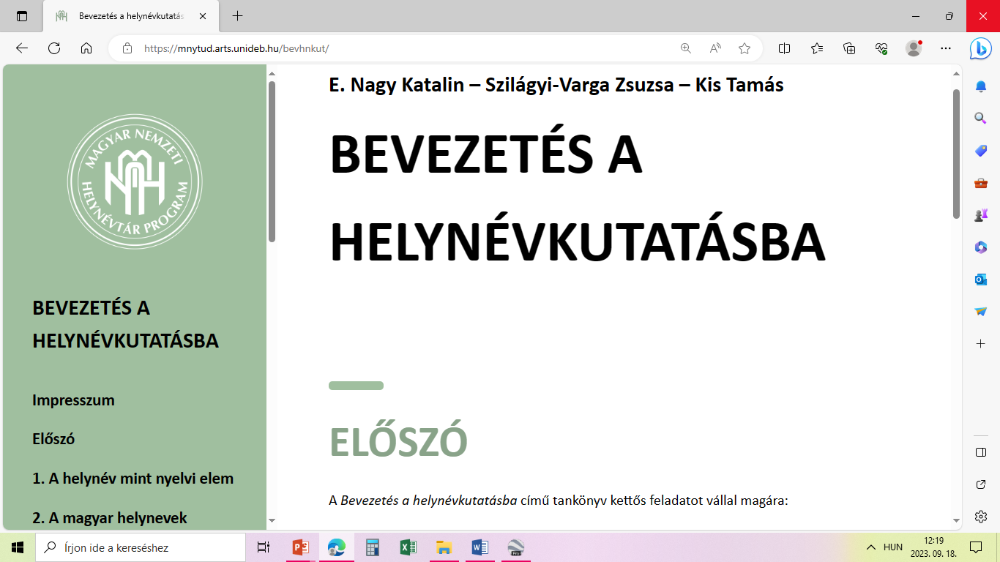 Bevezetés a helynévkutatás
https://mnytud.arts.unideb.hu/bevhnkut/
MAGYAR NEMZETI
HELYNÉVTÁR PROGRAM
MNH
BEVEZETÉS A
HELYNÉVKUTATÁSBA
Impresszum
Előszó
1. A helynév mint nyelvi elem
2. A magyar helynevek
E. Nagy Katalin – Szilágyi-Varga Zsuzsa – Kis Tamás
BEVEZETÉS A
HELYNÉVKUTATÁSBA
ELŐSZÓ
A Bevezetés a helynévkutatásba című tankönyv kettős feladatot vállal magára:
Írjon ide a kereséshez
HUN
12:19
2023. 09. 18.